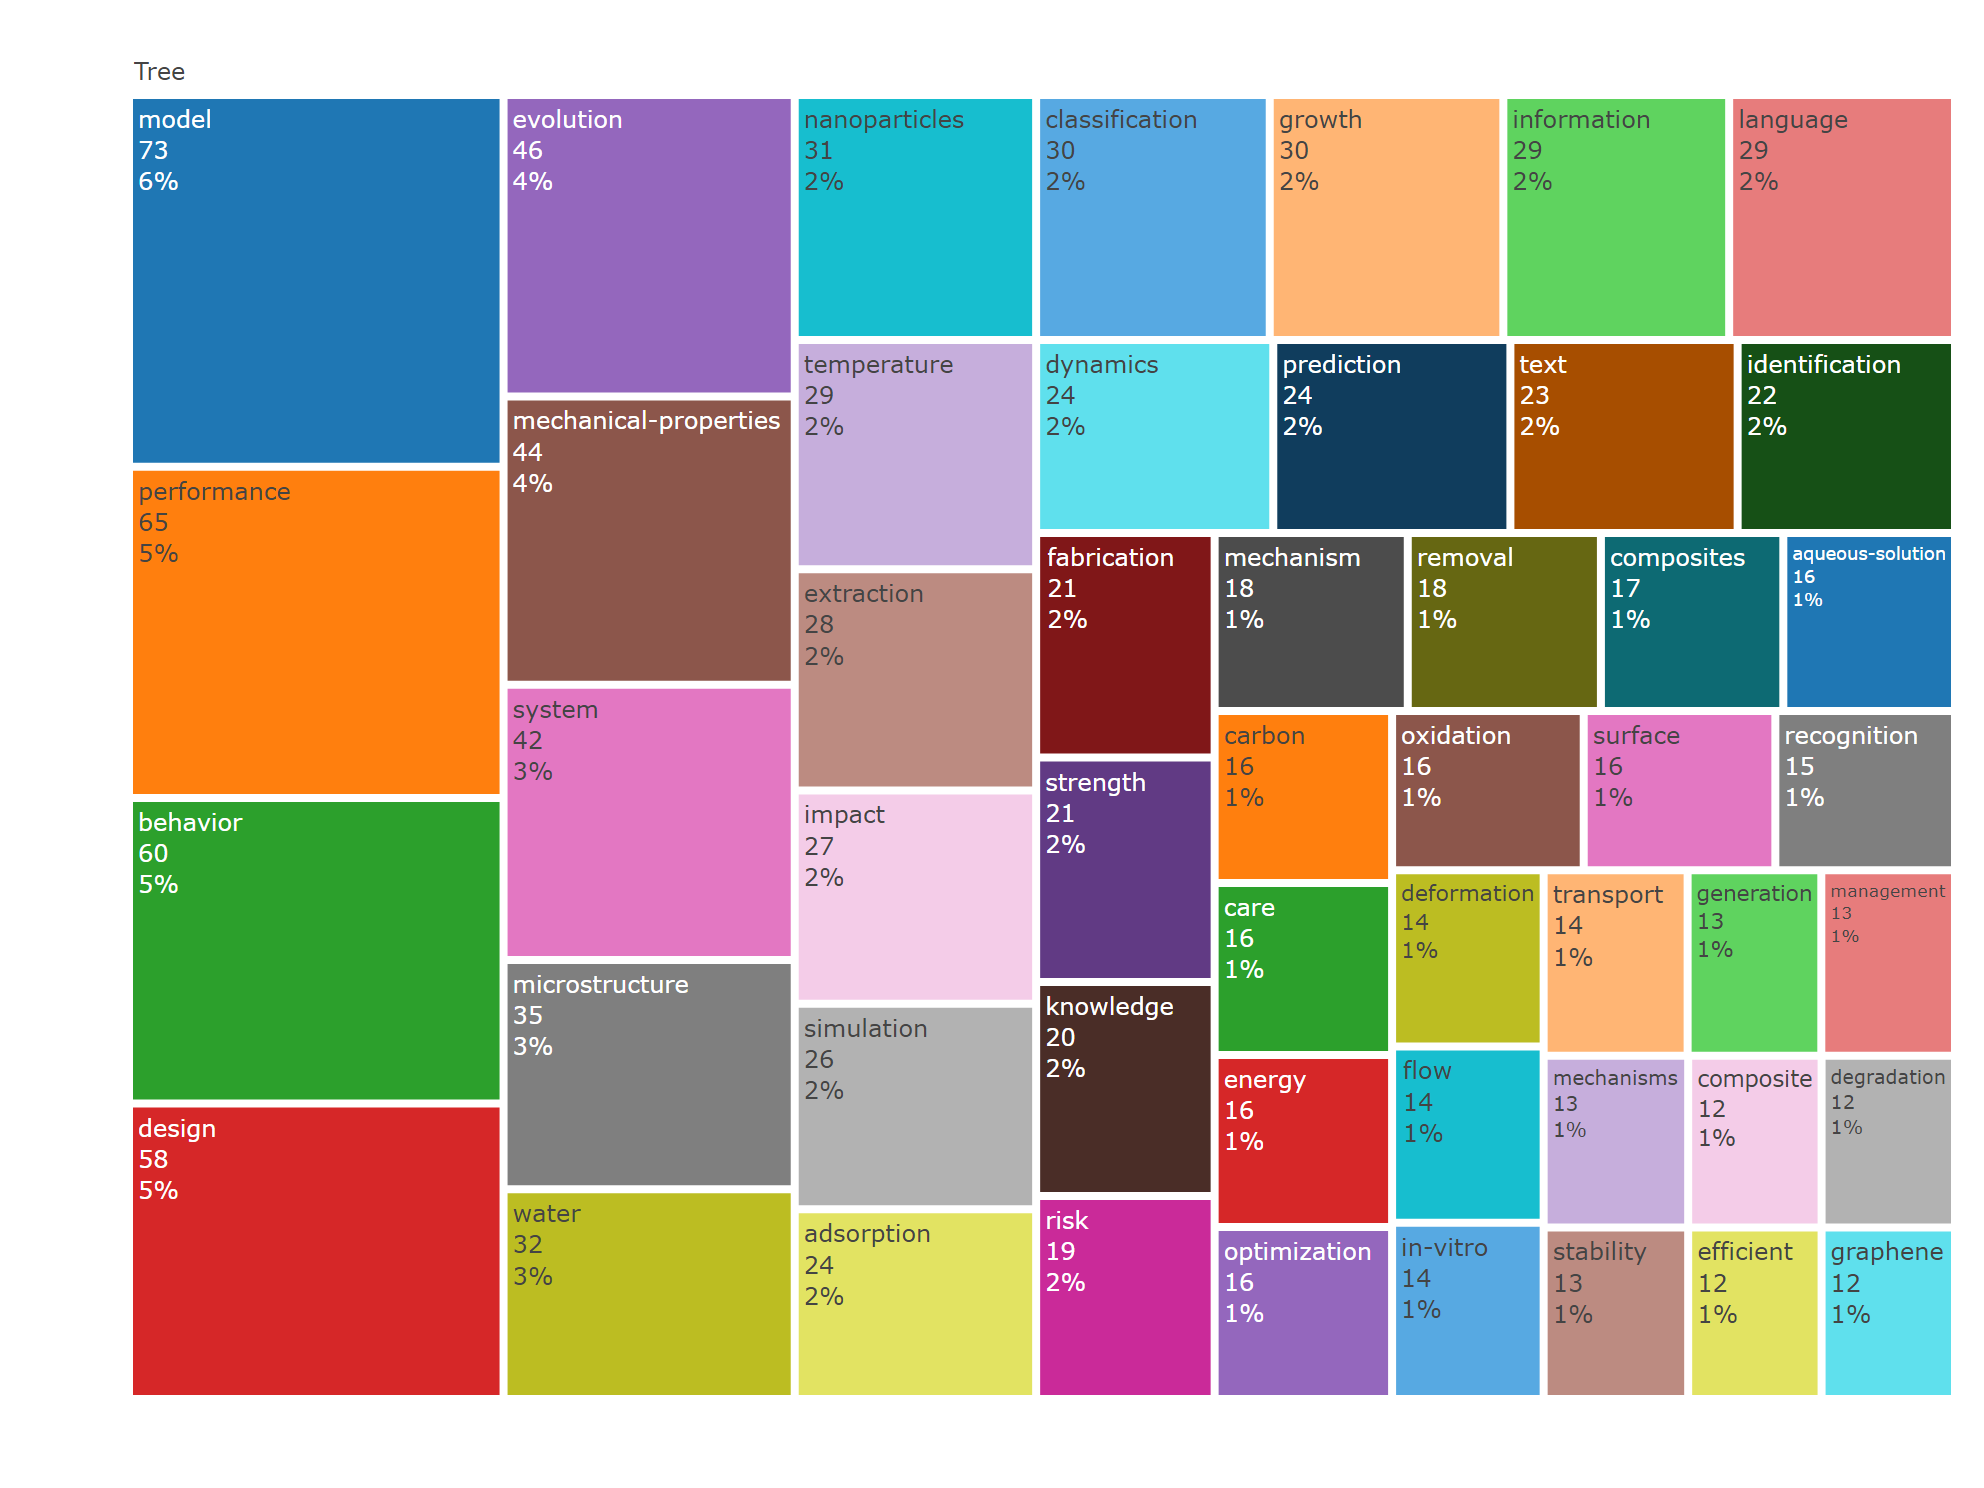 Tree
model
73
6%
performance
65
5%
behavior
60
5%
design
58
5%
evolution
46
4%
mechanical-properties
44
4%
system
42
3%
microstructure
35
3%
water
32
3%
nanoparticles
31
2%
temperature
29
2%
extraction
28
2%
impact
27
2%
simulation
26
2%
adsorption
24
2%
classification
30
2%
growth
30
2%
information
29
2%
language
29
2%
dynamics
24
2%
prediction
24
2%
text
23
2%
identification
22
2%
fabrication
21
2%
strength
21
2%
knowledge
20
2%
risk
19
2%
mechanism
18
1%
removal
18
1%
composites
17
1%
aqueous-solution
16
1%
carbon
16
1%
care
16
1%
energy
16
1%
optimization
16
1%
oxidation
16
1%
surface
16
1%
recognition
15
1%
deformation
14
1%
flow
14
1%
in-vitro
14
1%
transport
14
1%
generation
13
1%
management
13
1%
mechanisms
13
1%
stability
13
1%
composite
12
1%
degradation
12
1%
efficient
12
1%
graphene
12
1%